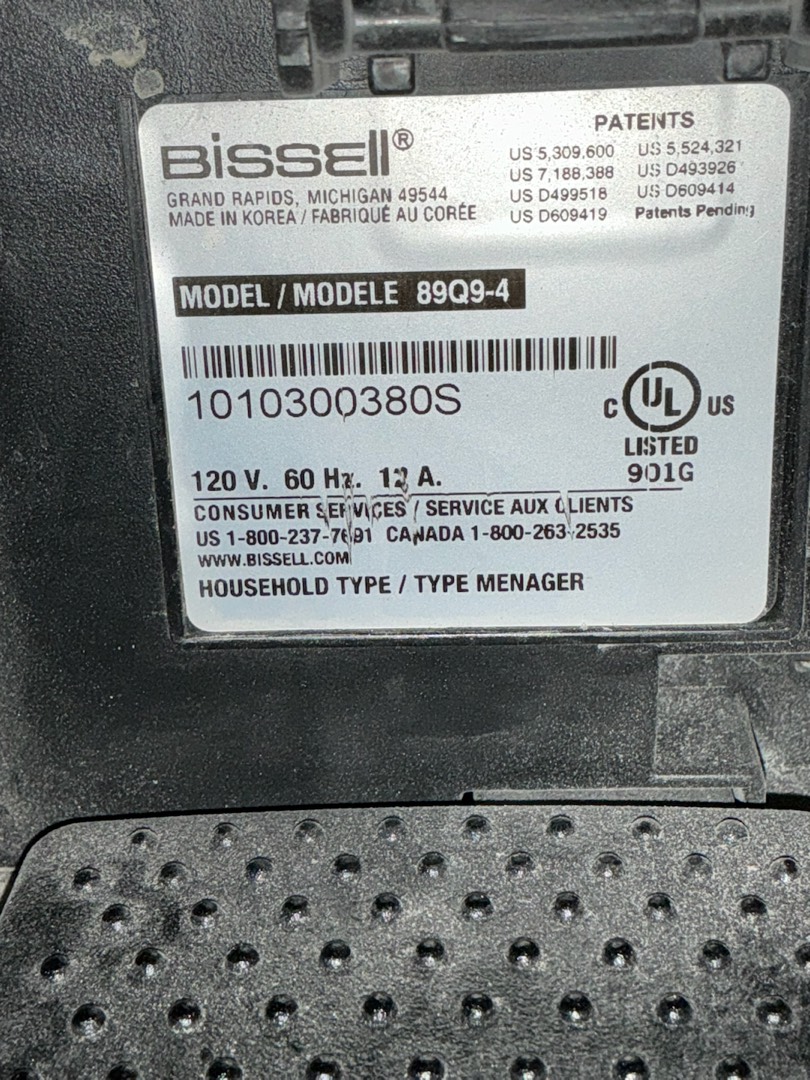 BISSELL®
GRAND RAPIDS, MICHIGAN 49544
MADE IN KOREA / FABRIQUÉ AU CORÉE
PATENTS
US 5,309,600 US 5,524,321
US 7,188,388 US D493926
US D499518 US D609414
US D609419 Patents Pending
MODEL / MODELE 89Q9-4
1010300380S
C UL US
LISTED
901G
120 V. 60 Hz. 12 A.
CONSUMER SERVICES / SERVICE AUX CLIENTS
US 1-800-237-7691 CANADA 1-800-263-2535
WWW.BISSELL.COM
HOUSEHOLD TYPE / TYPE MENAGER